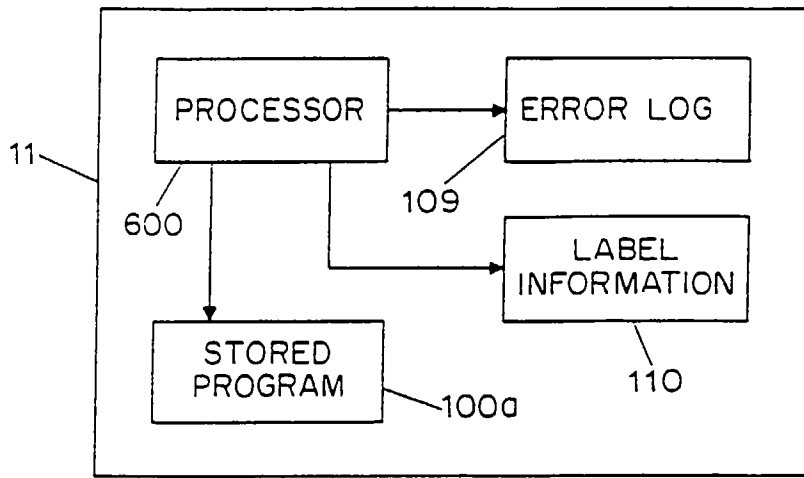 PROCESSOR
ERROR LOG
11
600
109
LABEL
INFORMATION
STORED
PROGRAM
110
100a